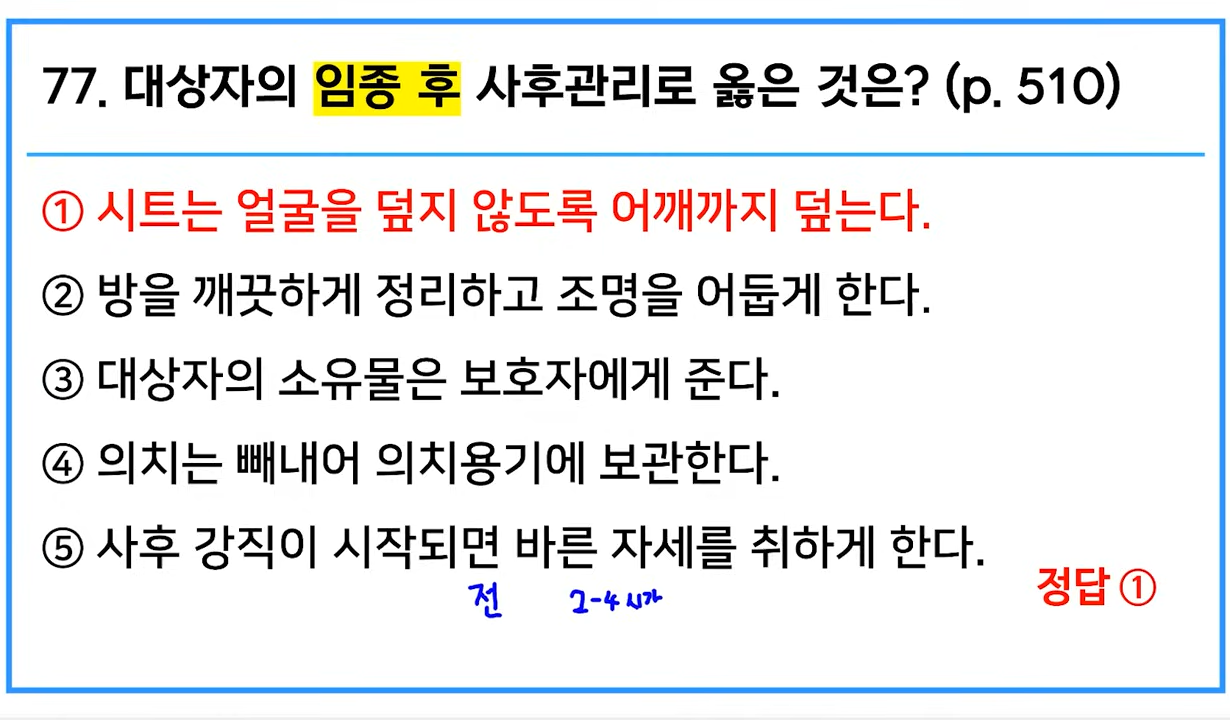 77. 대상자의 임종 후 사후관리로 옳은 것은? (p. 510)
① 시트는 얼굴을 덮지 않도록 어깨까지 덮는다.
② 방을 깨끗하게 정리하고 조명을 어둡게 한다.
③ 대상자의 소유물은 보호자에게 준다.
④ 의치는 빼내어 의치용기에 보관한다.
⑤ 사후 강직이 시작되면 바른 자세를 취하게 한다.
전 2-4시가
정답 ①